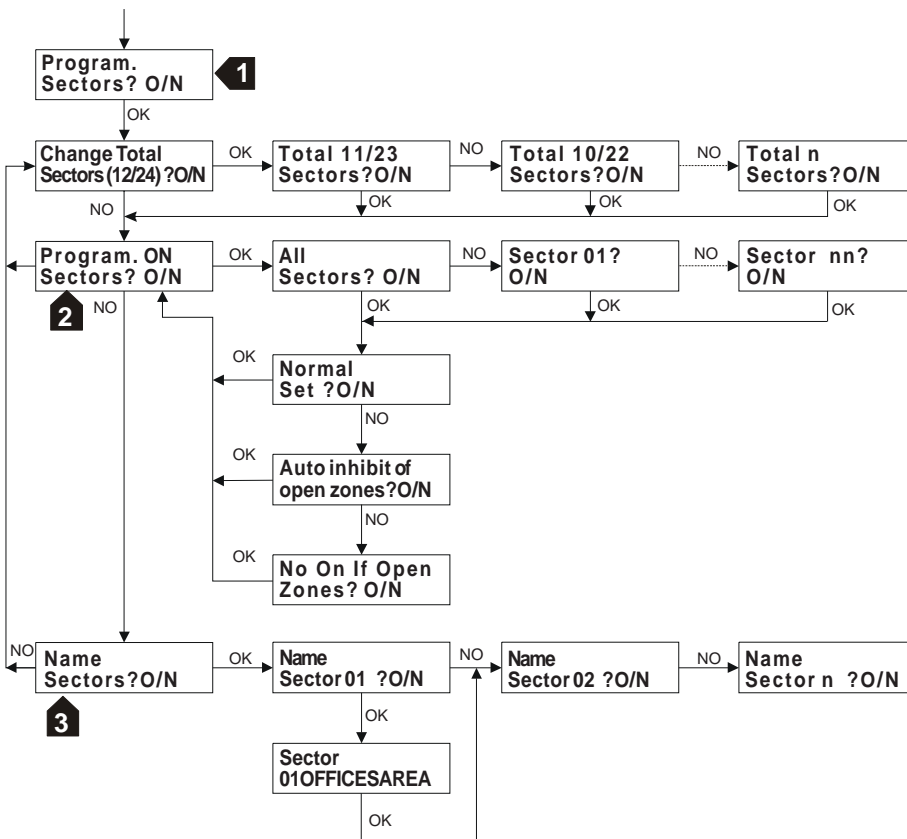 Program.
Sectors? O/N
1
OK
Change Total
Sectors (12/24) ?O/N
OK
Total 11/23
Sectors?O/N
NO
Total 10/22
Sectors?O/N
NO
Total n
Sectors?O/N
NO
OK
OK
OK
Program. ON
Sectors? O/N
OK
All
Sectors? O/N
NO
Sector 01?
O/N
NO
Sector nn?
O/N
2
NO
OK
OK
OK
OK
Normal
Set ?O/N
NO
OK
Auto inhibit of
open zones?O/N
NO
OK
No On If Open
Zones? O/N
NO
Name
Sectors?O/N
OK
Name
Sector 01 ?O/N
NO
Name
Sector 02 ?O/N
NO
Name
Sector n ?O/N
3
OK
Sector
01OFFICESAREA
OK